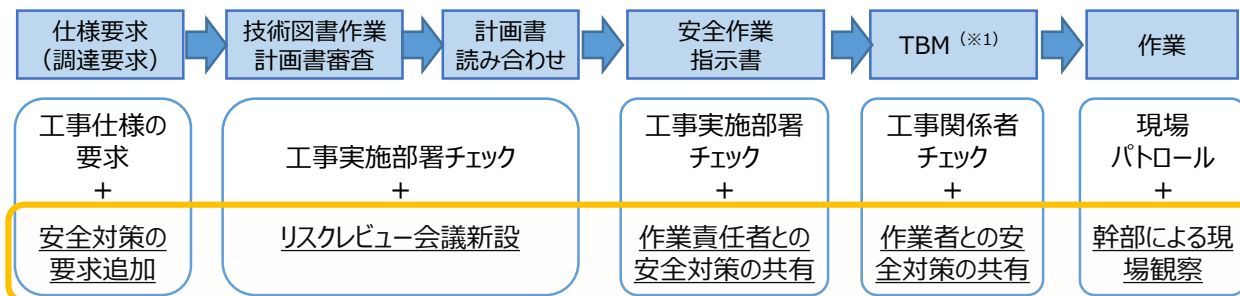 仕様要求
（調達要求）
技術図書作業
計画書審査
計画書
読み合わせ
安全作業
指示書
TBM（※1）
作業
工事仕様の
要求
+
安全対策の
要求追加
工事実施部署チェック
+
リスクレビュー会議新設
工事実施部署
チェック
+
作業責任者との
安全対策の共有
工事関係者
チェック
+
作業者との安
全対策の共有
現場
パトロール
+
幹部による現
場観察